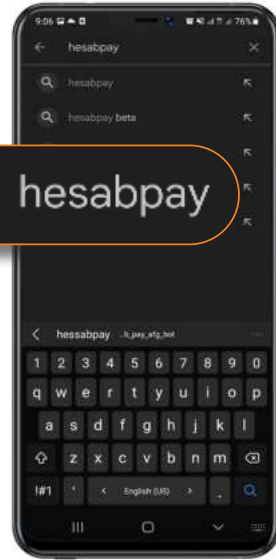 9:06
76%
hesabpay
hesabpay
hesabpay beta
hesabpay
hessabpay ..b_pay_afg_bot
1 2 3 4 5 6 7 8 9 0
q w e r t y u i o p
a s d f g h j k l
z x c v b n m
!#1 ' < English (US) > .